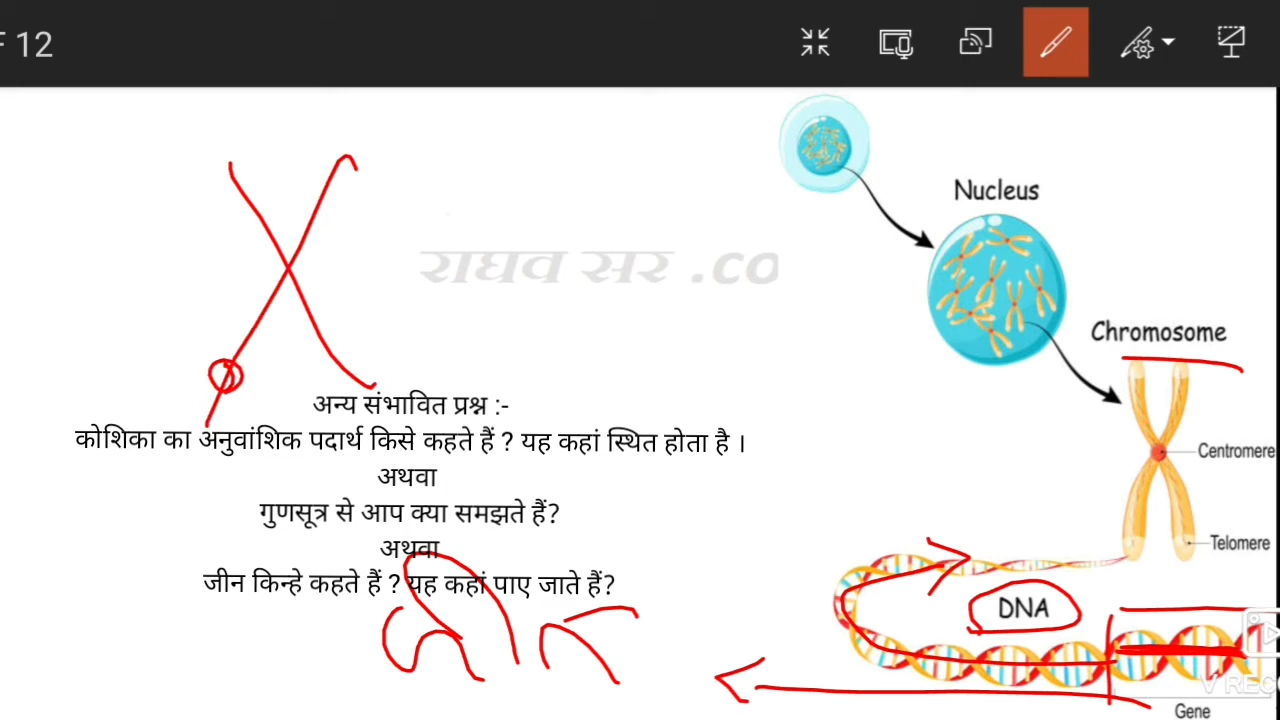 F 12
Nucleus
राघव सर .co
Chromosome
अन्य संभावित प्रश्न :-
कोशिका का अनुवांशिक पदार्थ किसे कहते हैं ? यह कहां स्थित होता है ।
अथवा
गुणसूत्र से आप क्या समझते हैं?
अथवा
जीन किन्हे कहते हैं ? यह कहां पाए जाते हैं?
Centromere
Telomere
DNA
V REC
Gene